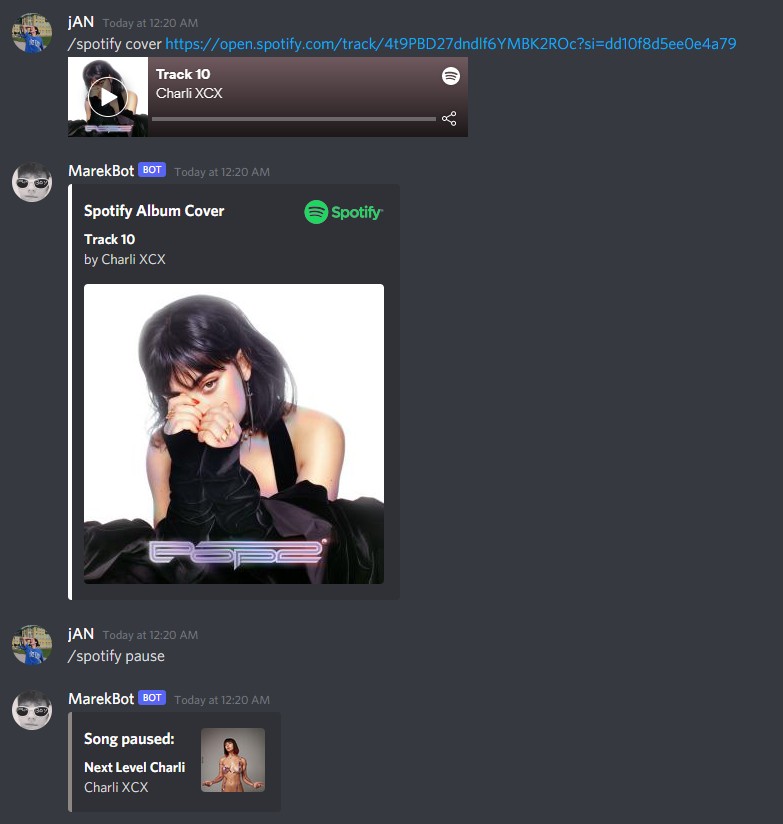 jAN Today at 12:20 AM
/spotify cover https://open.spotify.com/track/4t9PBD27dndlf6YMBK2ROc?si=dd10f8d5ee0e4a79
Track 10
Charli XCX
MarekBot BOT Today at 12:20 AM
Spotify Album Cover
Spotify
Track 10
by Charli XCX
POP2
jAN Today at 12:20 AM
/spotify pause
MarekBot BOT Today at 12:20 AM
Song paused:
Next Level Charli
Charli XCX